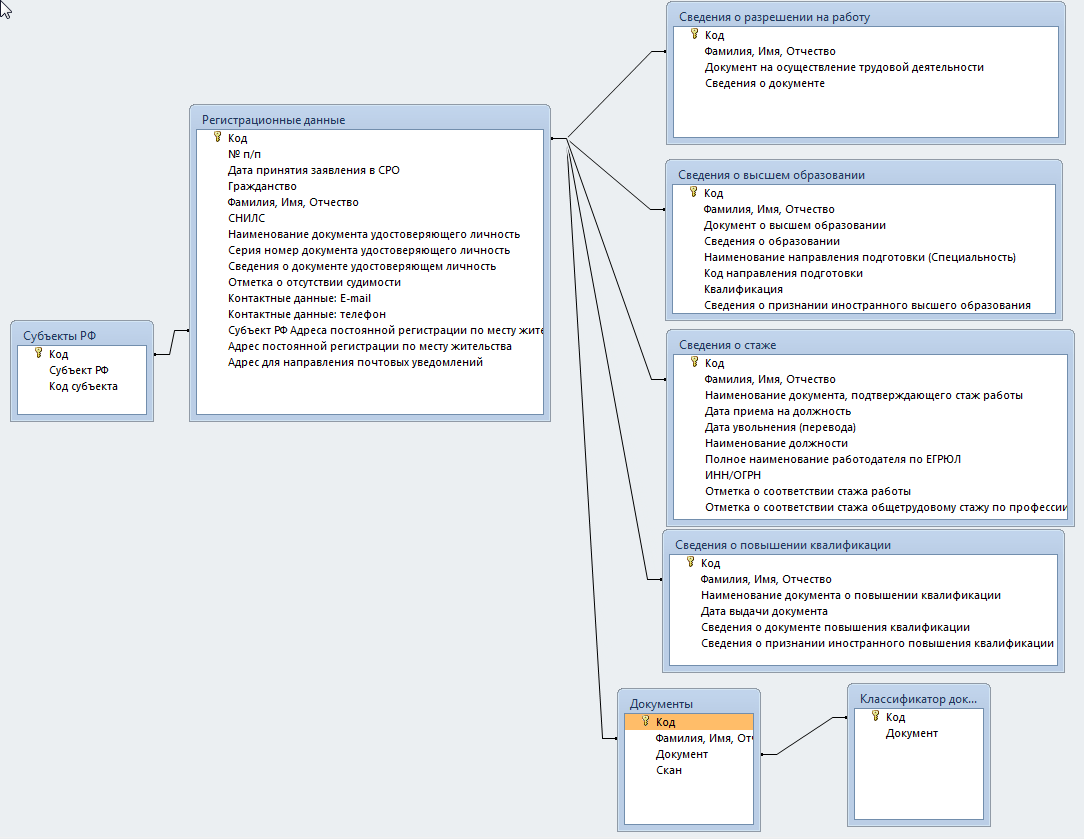 Сведения о разрешении на работу
Код
Фамилия, Имя, Отчество
Документ на осуществление трудовой деятельности
Сведения о документе
Регистрационные данные
Код
№ п/п
Дата принятия заявления в СРО
Гражданство
Фамилия, Имя, Отчество
СНИЛС
Наименование документа удостоверяющего личность
Серия номер документа удостоверяющего личность
Сведения о документе удостоверяющем личность
Отметка о отсутствии судимости
Контактные данные: E-mail
Контактные данные: телефон
Субъект РФ Адреса постоянной регистрации по месту жите
Адрес постоянной регистрации по месту жительства
Адрес для направления почтовых уведомлений
Сведения о высшем образовании
Код
Фамилия, Имя, Отчество
Документ о высшем образовании
Сведения о образовании
Наименование направления подготовки (Специальность)
Код направления подготовки
Квалификация
Сведения о признании иностранного высшего образования
Субъекты РФ
Код
Субъект РФ
Код субъекта
Сведения о стаже
Код
Фамилия, Имя, Отчество
Наименование документа, подтверждающего стаж работы
Дата приема на должность
Дата увольнения (перевода)
Наименование должности
Полное наименование работодателя по ЕГРЮЛ
ИНН/ОГРН
Отметка о соответствии стажа работы
Отметка о соответствии стажа общетрудовому стажу по профессии
Сведения о повышении квалификации
Код
Фамилия, Имя, Отчество
Наименование документа о повышении квалификации
Дата выдачи документа
Сведения о документе повышения квалификации
Сведения о признании иностранного повышения квалификации
Документы
Код
Фамилия, Имя, Отч
Документ
Скан
Классификатор док...
Код
Документ